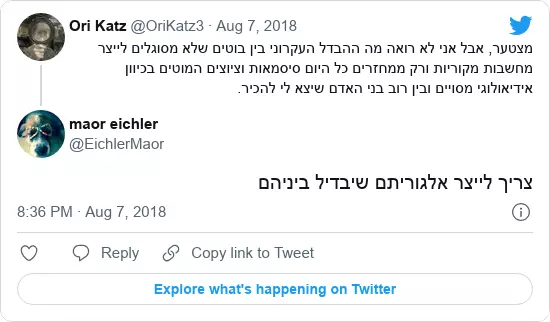 Ori Katz @OriKatz3 · Aug 7, 2018
מצטער, אבל אני לא רואה מה ההבדל העקרוני בין בוטים שלא מסוגלים לייצר
מחשבות מקוריות ורק ממחזרים כל היום סיסמאות וציוצים המוטים בכיוון
אידיאולוגי מסויים ובין רוב בני האדם שיצא לי להכיר.
maor eichler
@EichlerMaor
צריך לייצר אלגוריתם שיבדיל ביניהם
8:36 PM · Aug 7, 2018
Reply
Copy link to Tweet
Explore what's happening on Twitter